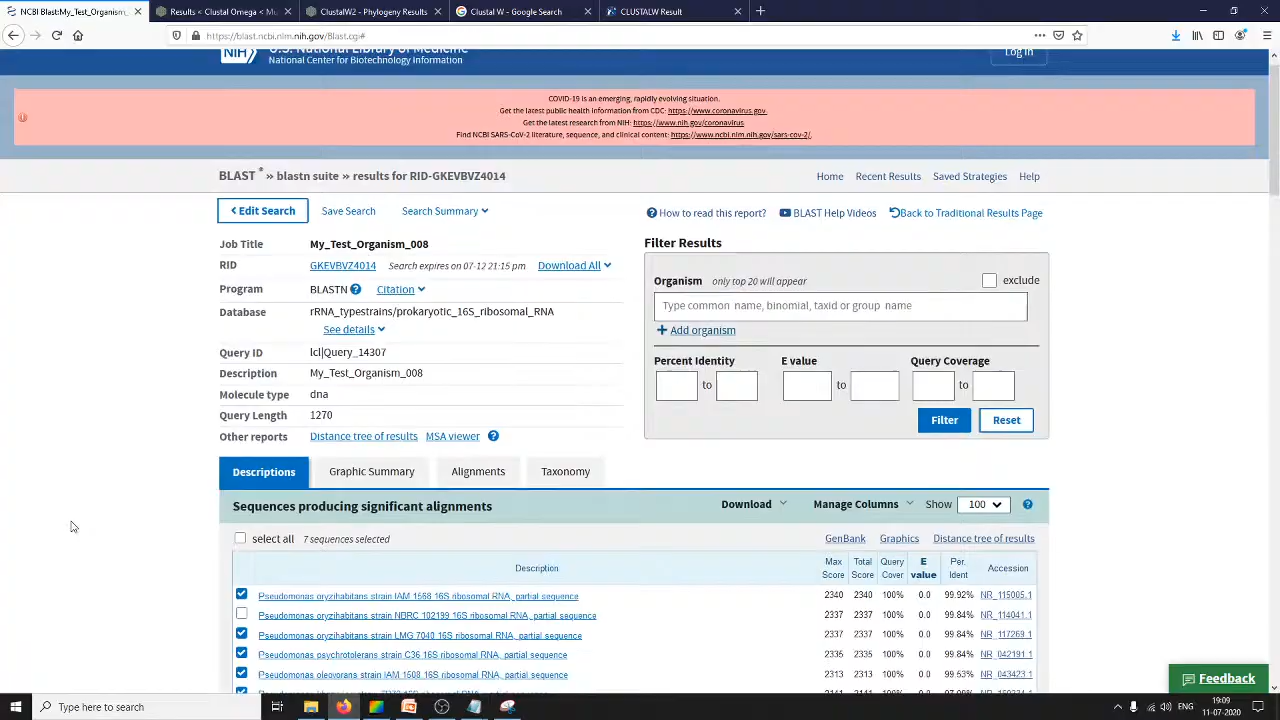 NCBI Blast:My_Test_Organism_00
Results < Clustal Omega < Mu
ClustalW2 - Phylogeny Results
Clustal W - Google Search
CLUSTALW Result
https://blast.ncbi.nlm.nih.gov/Blast.cgi#
NIH
U.S. National Library of Medicine
National Center for Biotechnology Information
Log in
COVID-19 is an emerging, rapidly evolving situation.
Get the latest public health information from CDC: https://www.coronavirus.gov.
Get the latest research from NIH: https://www.nih.gov/coronavirus
Find NCBI SARS-CoV-2 literature, sequence, and clinical content: https://www.ncbi.nlm.nih.gov/sars-cov-2/.
BLAST ® » blastn suite » results for RID-GKEVBVZ4014
Home Recent Results Saved Strategies Help
< Edit Search Save Search Search Summary
How to read this report? BLAST Help Videos Back to Traditional Results Page
Job Title My_Test_Organism_008
RID GKEVBVZ4014 Search expires on 07-12 21:15 pm Download All
Program BLASTN Citation
Database rRNA_typestrains/prokaryotic_16S_ribosomal_RNA
See details
Query ID lcl|Query_14307
Description My_Test_Organism_008
Molecule type dna
Query Length 1270
Other reports Distance tree of results MSA viewer
Filter Results
Organism only top 20 will appear exclude
Type common name, binomial, taxid or group name
+ Add organism
Percent Identity E value Query Coverage
to to to
Filter Reset
Descriptions Graphic Summary Alignments Taxonomy
Sequences producing significant alignments Download Manage Columns Show 100
select all 7 sequences selected GenBank Graphics Distance tree of results
Description Max Score Total Score Query Cover E value Per. Ident Accession
Pseudomonas oryzihabitans strain IAM 1568 16S ribosomal RNA, partial sequence 2340 2340 100% 0.0 99.92% NR_115005.1
Pseudomonas oryzihabitans strain NBRC 102199 16S ribosomal RNA, partial sequence 2337 2337 100% 0.0 99.84% NR_114041.1
Pseudomonas oryzihabitans strain LMG 7040 16S ribosomal RNA, partial sequence 2337 2337 100% 0.0 99.84% NR_117269.1
Pseudomonas psychrotolerans strain C36 16S ribosomal RNA, partial sequence 2335 2335 100% 0.0 99.84% NR_042191.1
Pseudomonas oleovorans strain IAM 1508 16S ribosomal RNA, partial sequence 2313 2313 100% 0.0 99.53% NR_043423.1
Feedback
Type here to search
ENG
19:09
11-07-2020